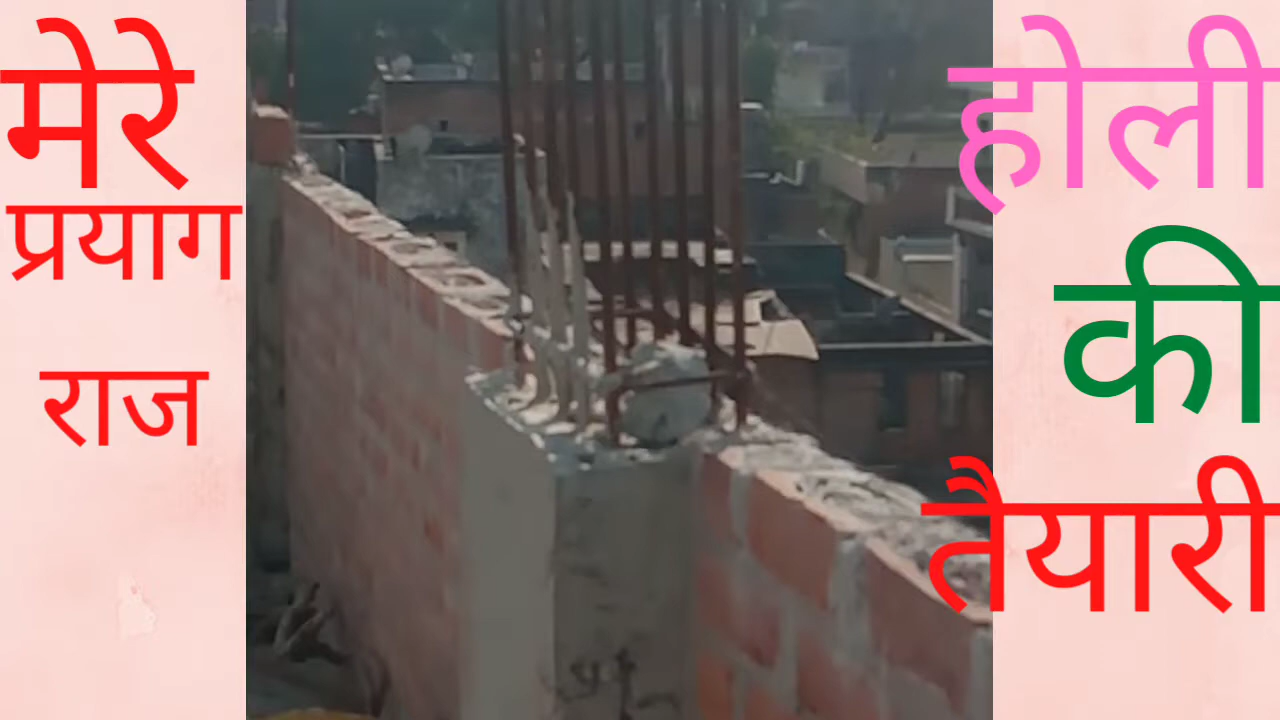 मेरे
प्रयाग
राज
होली
की
तैयारी